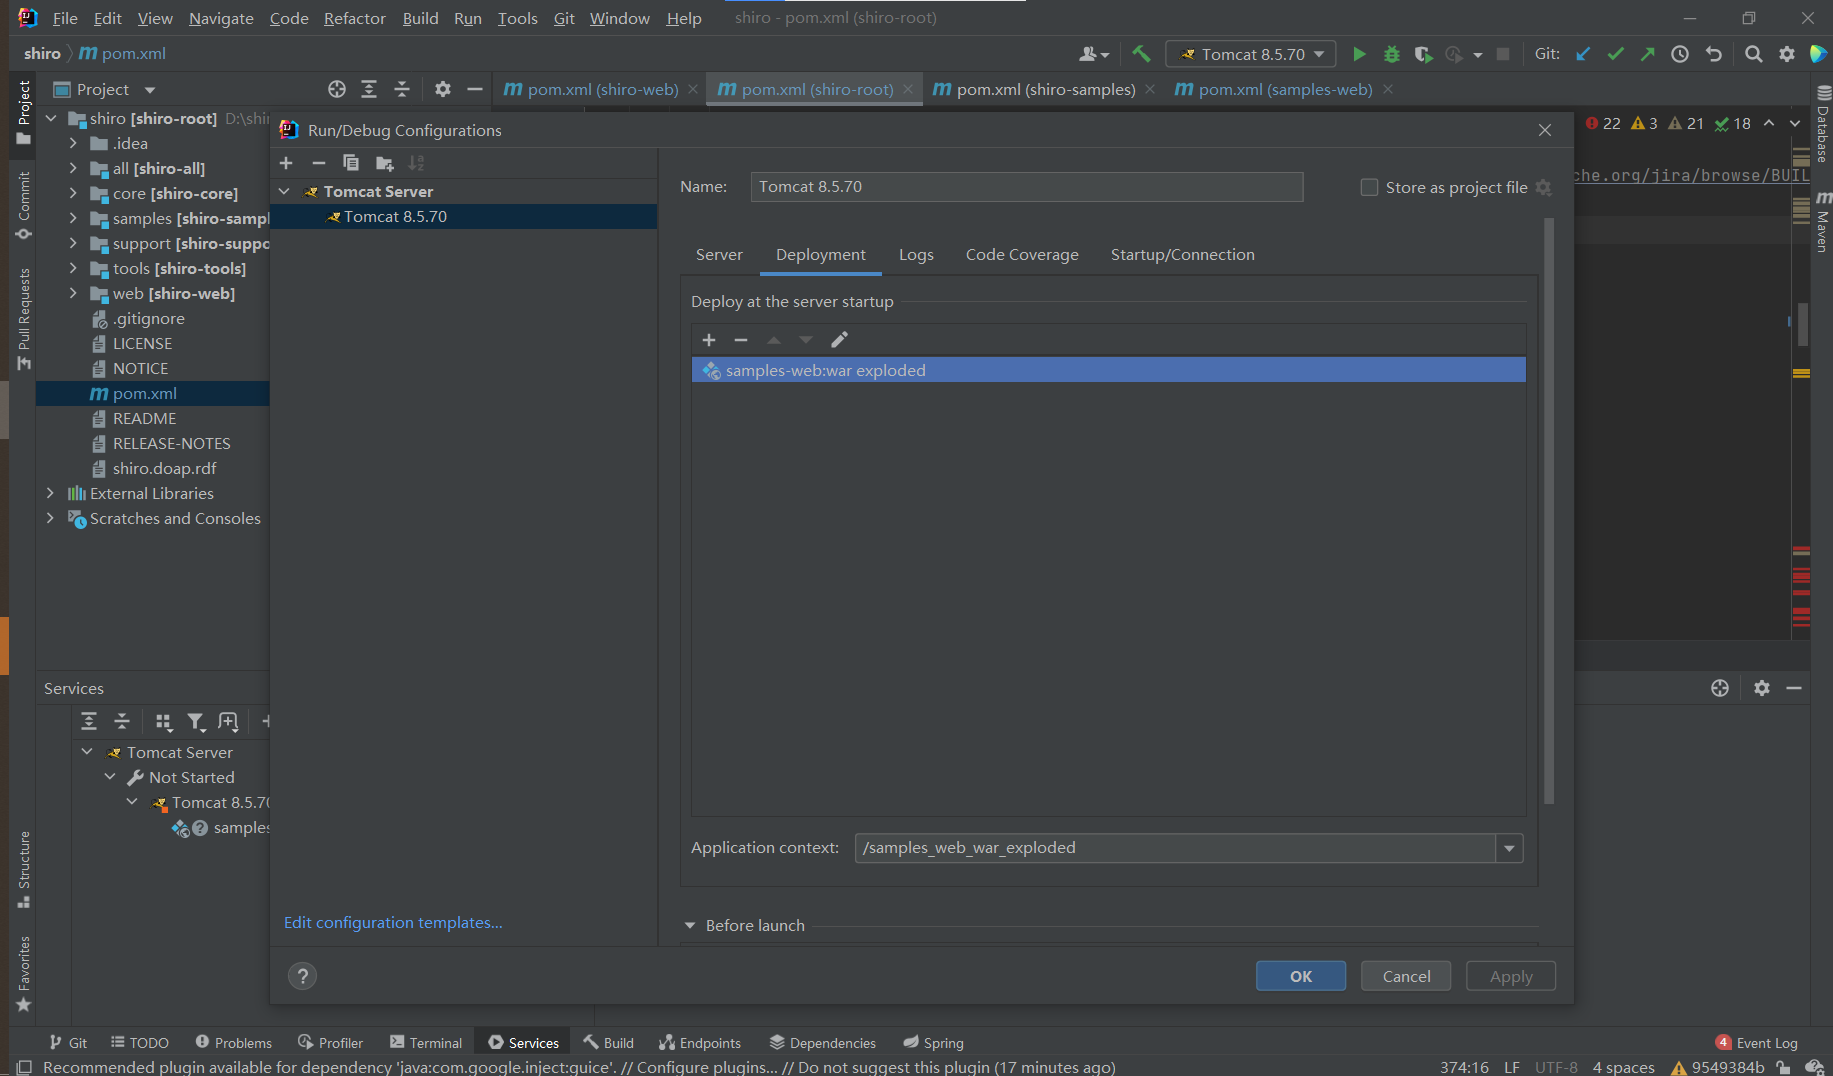 File Edit View Navigate Code Refactor Build Run Tools Git Window Help shiro - pom.xml (shiro-root)
shiro pom.xml Tomcat 8.5.70 Git:
Project pom.xml (shiro-web) pom.xml (shiro-root) pom.xml (shiro-samples) pom.xml (samples-web)
shiro [shiro-root] D:\shi
.idea
all [shiro-all]
core [shiro-core]
samples [shiro-sampl
support [shiro-suppo
tools [shiro-tools]
web [shiro-web]
.gitignore
LICENSE
NOTICE
pom.xml
README
RELEASE-NOTES
shiro.doap.rdf
External Libraries
Scratches and Consoles
Project
Commit
Pull Requests
Structure
Favorites
Run/Debug Configurations
Tomcat Server
Tomcat 8.5.70
Edit configuration templates...
Name: Tomcat 8.5.70 Store as project file
Server Deployment Logs Code Coverage Startup/Connection
Deploy at the server startup
samples-web:war exploded
Application context: /samples_web_war_exploded
Before launch
? OK Cancel Apply
22 3 21 18
che.org/jira/browse/BUIL
Database
Maven
Services
Tomcat Server
Not Started
Tomcat 8.5.70
samples
Git TODO Problems Profiler Terminal Services Build Endpoints Dependencies Spring 4 Event Log
Recommended plugin available for dependency 'java:com.google.inject:guice'. // Configure plugins... // Do not suggest this plugin (17 minutes ago) 374:16 LF UTF-8 4 spaces 9549384b